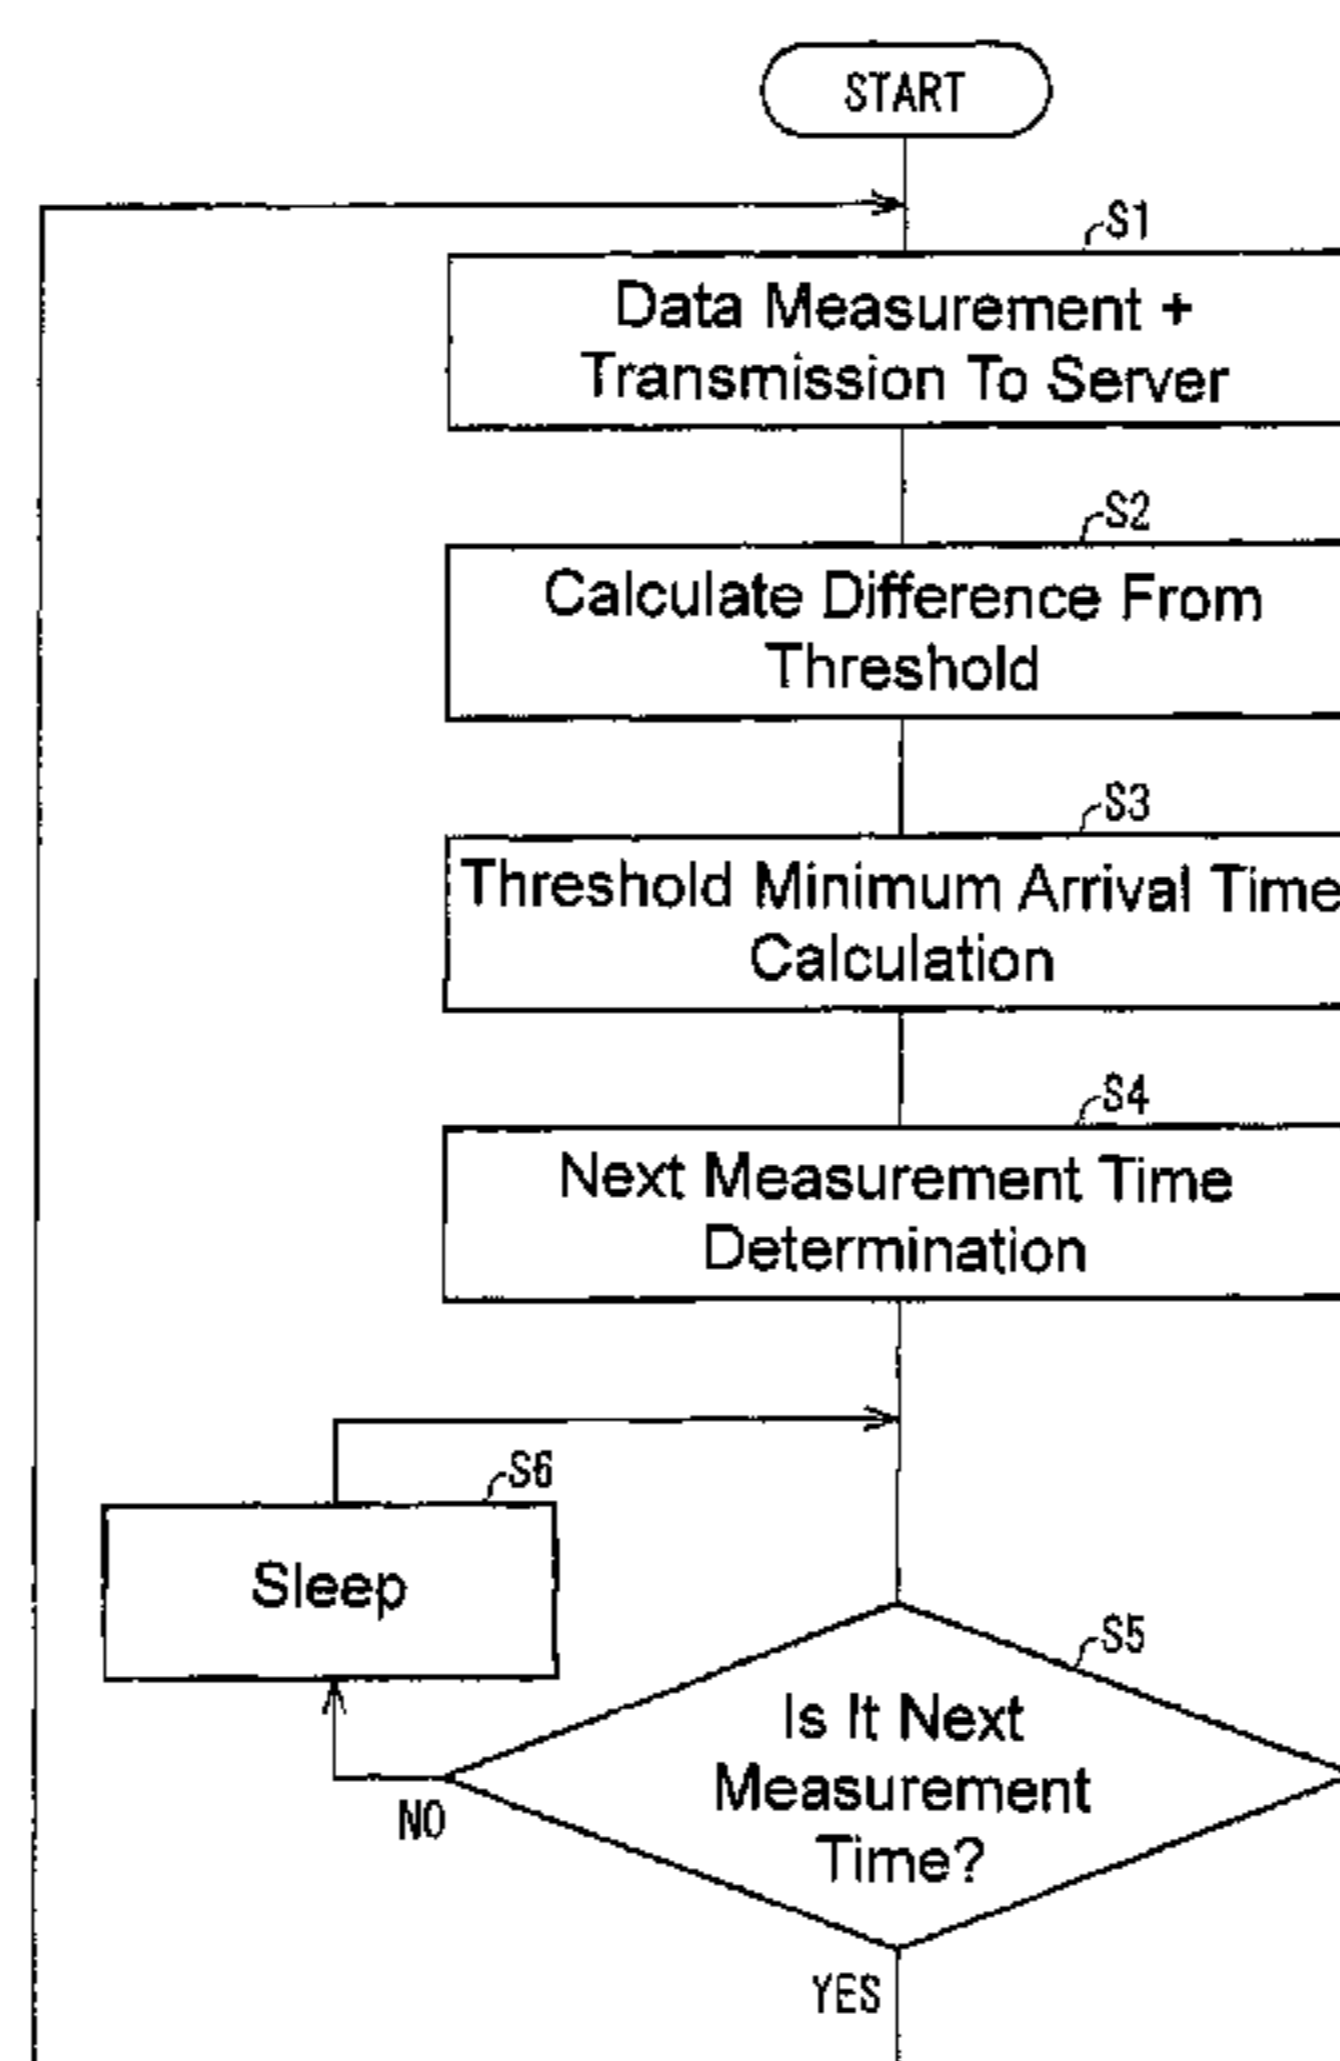 START
S1
Data Measurement +
Transmission To Server
S2
Calculate Difference From
Threshold
S3
Threshold Minimum Arrival Time
Calculation
S4
Next Measurement Time
Determination
S6
Sleep
S5
Is It Next
Measurement
Time?
NO
YES